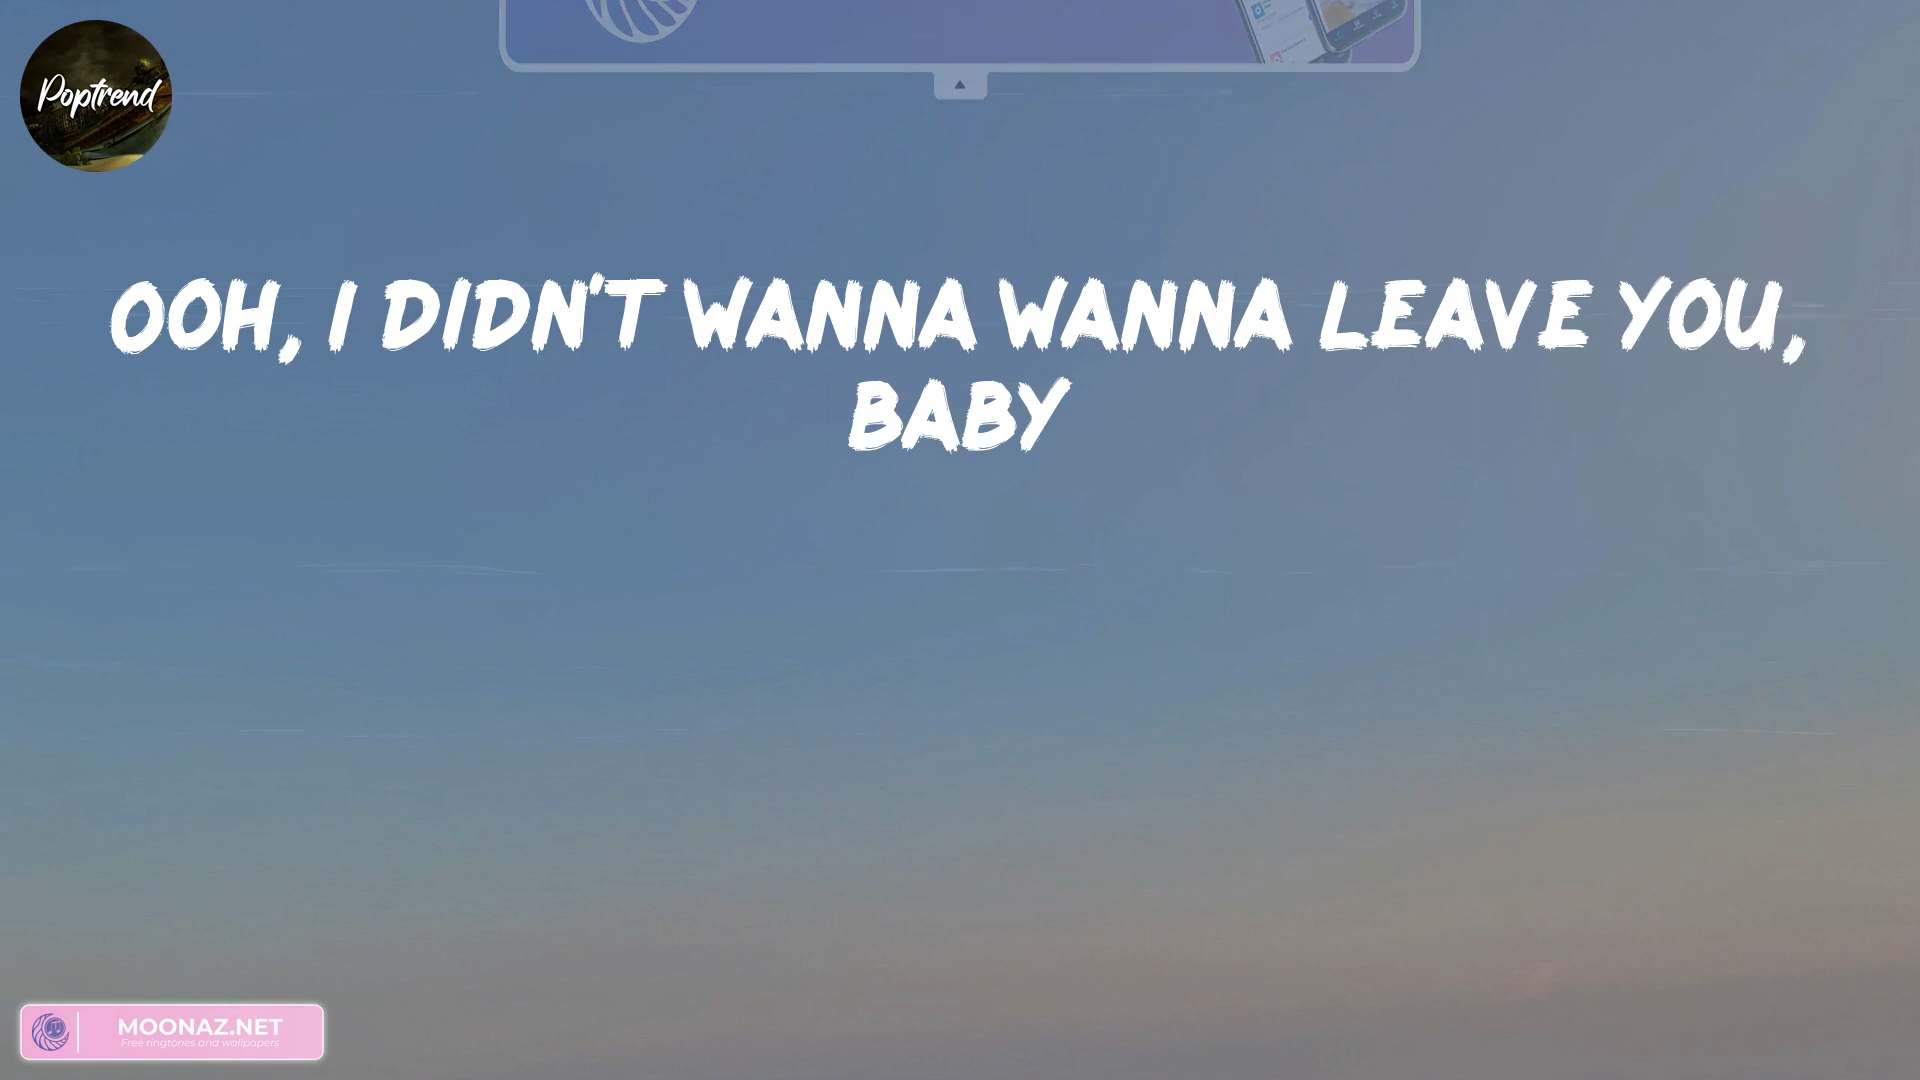 Poptrend
OOH, I DIDN'T WANNA WANNA LEAVE YOU,
BABY
MOONAZ.NET
Free ringtones and wallpapers